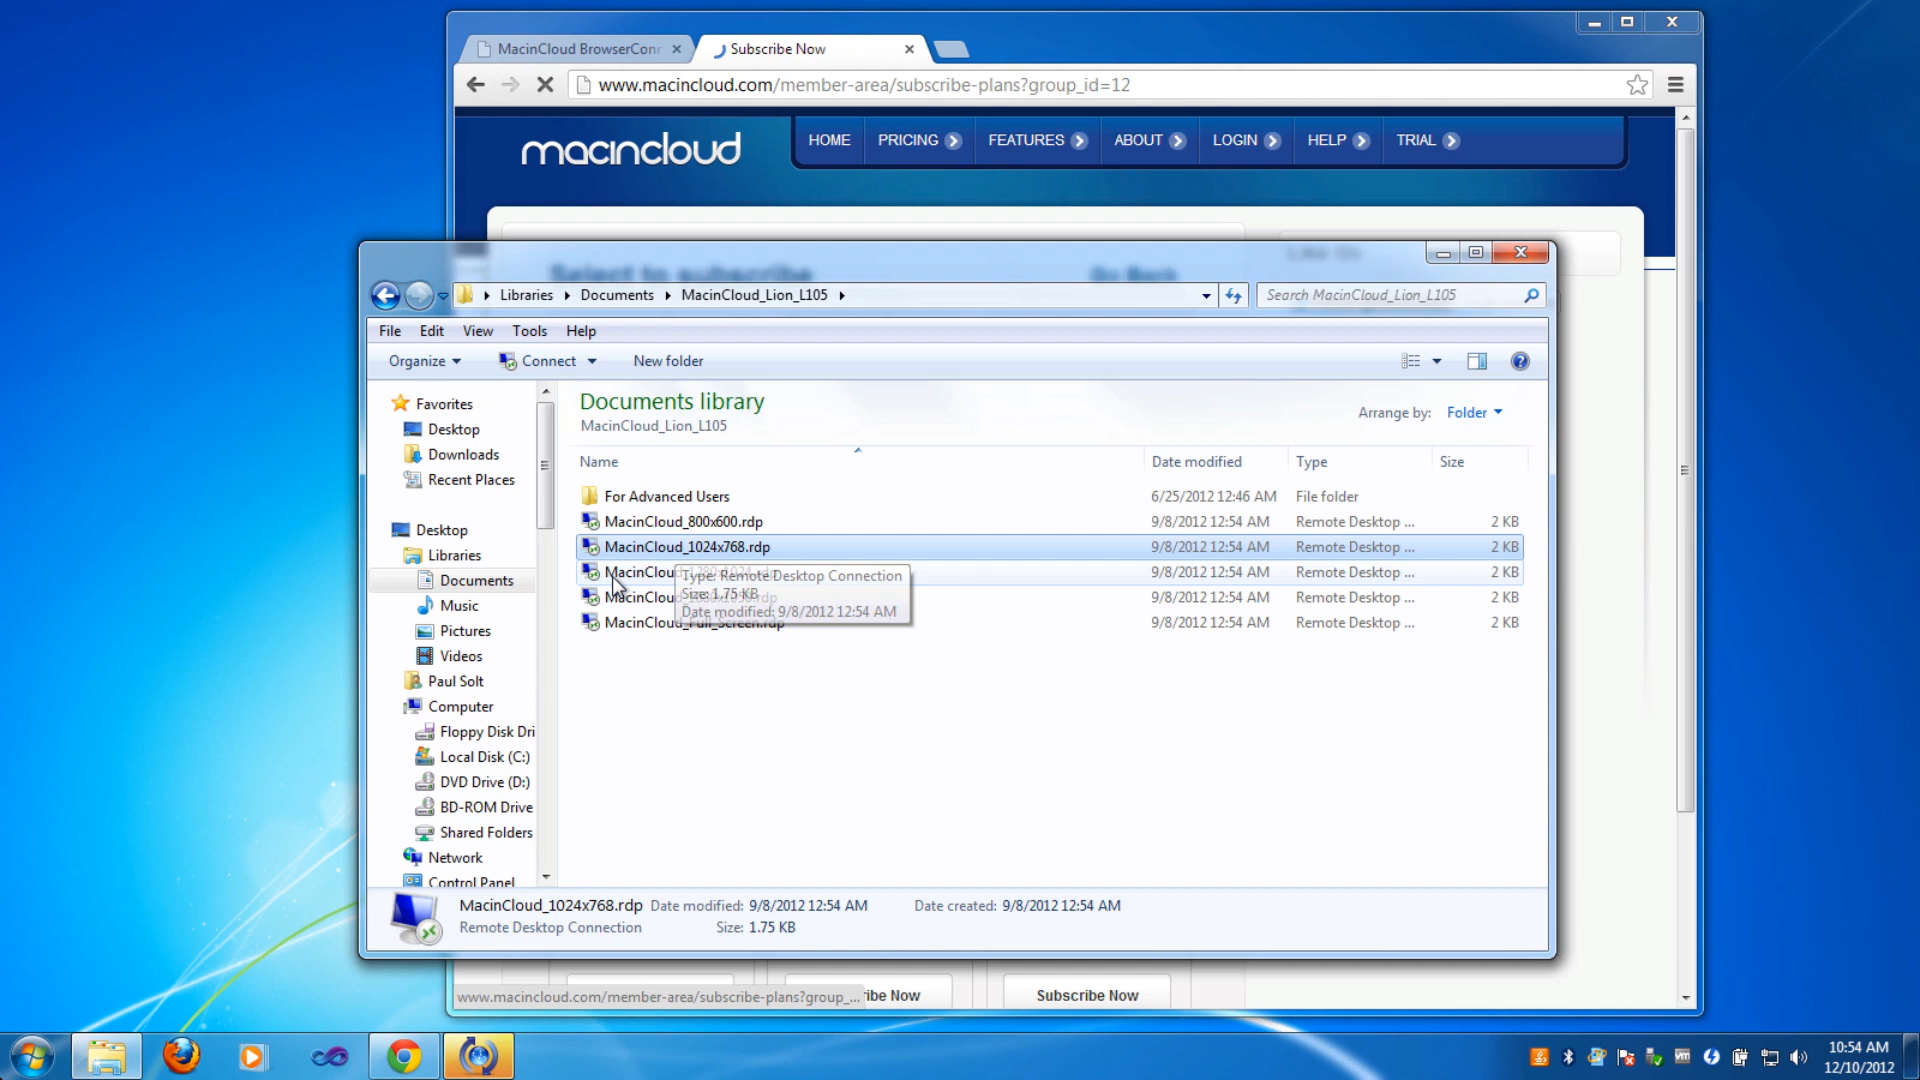 MacinCloud BrowserConn
Subscribe Now
www.macincloud.com/member-area/subscribe-plans?group_id=12
macincloud
HOME
PRICING
FEATURES
ABOUT
LOGIN
HELP
TRIAL
Like Us
Select to subscribe
Go Back
Libraries
Documents
MacinCloud_Lion_L105
Search MacinCloud_Lion_L105
File Edit View Tools Help
Organize
Connect
New folder
Favorites
Desktop
Downloads
Recent Places
Desktop
Libraries
Documents
Music
Pictures
Videos
Paul Solt
Computer
Floppy Disk Dri
Local Disk (C:)
DVD Drive (D:)
BD-ROM Drive
Shared Folders
Network
Control Panel
Documents library
MacinCloud_Lion_L105
Arrange by: Folder
Name Date modified Type Size
For Advanced Users 6/25/2012 12:46 AM File folder
MacinCloud_800x600.rdp 9/8/2012 12:54 AM Remote Desktop ... 2 KB
MacinCloud_1024x768.rdp 9/8/2012 12:54 AM Remote Desktop ... 2 KB
MacinCloud_1280x1024.rdp 9/8/2012 12:54 AM Remote Desktop ... 2 KB
MacinCloud 9/8/2012 12:54 AM Remote Desktop ... 2 KB
MacinCloud_Full_Screen.rdp 9/8/2012 12:54 AM Remote Desktop ... 2 KB
Type: Remote Desktop Connection
Size: 1.75 KB
Date modified: 9/8/2012 12:54 AM
MacinCloud_1024x768.rdp Date modified: 9/8/2012 12:54 AM Date created: 9/8/2012 12:54 AM
Remote Desktop Connection Size: 1.75 KB
www.macincloud.com/member-area/subscribe-plans?group_...
ibe Now
Subscribe Now
10:54 AM
12/10/2012